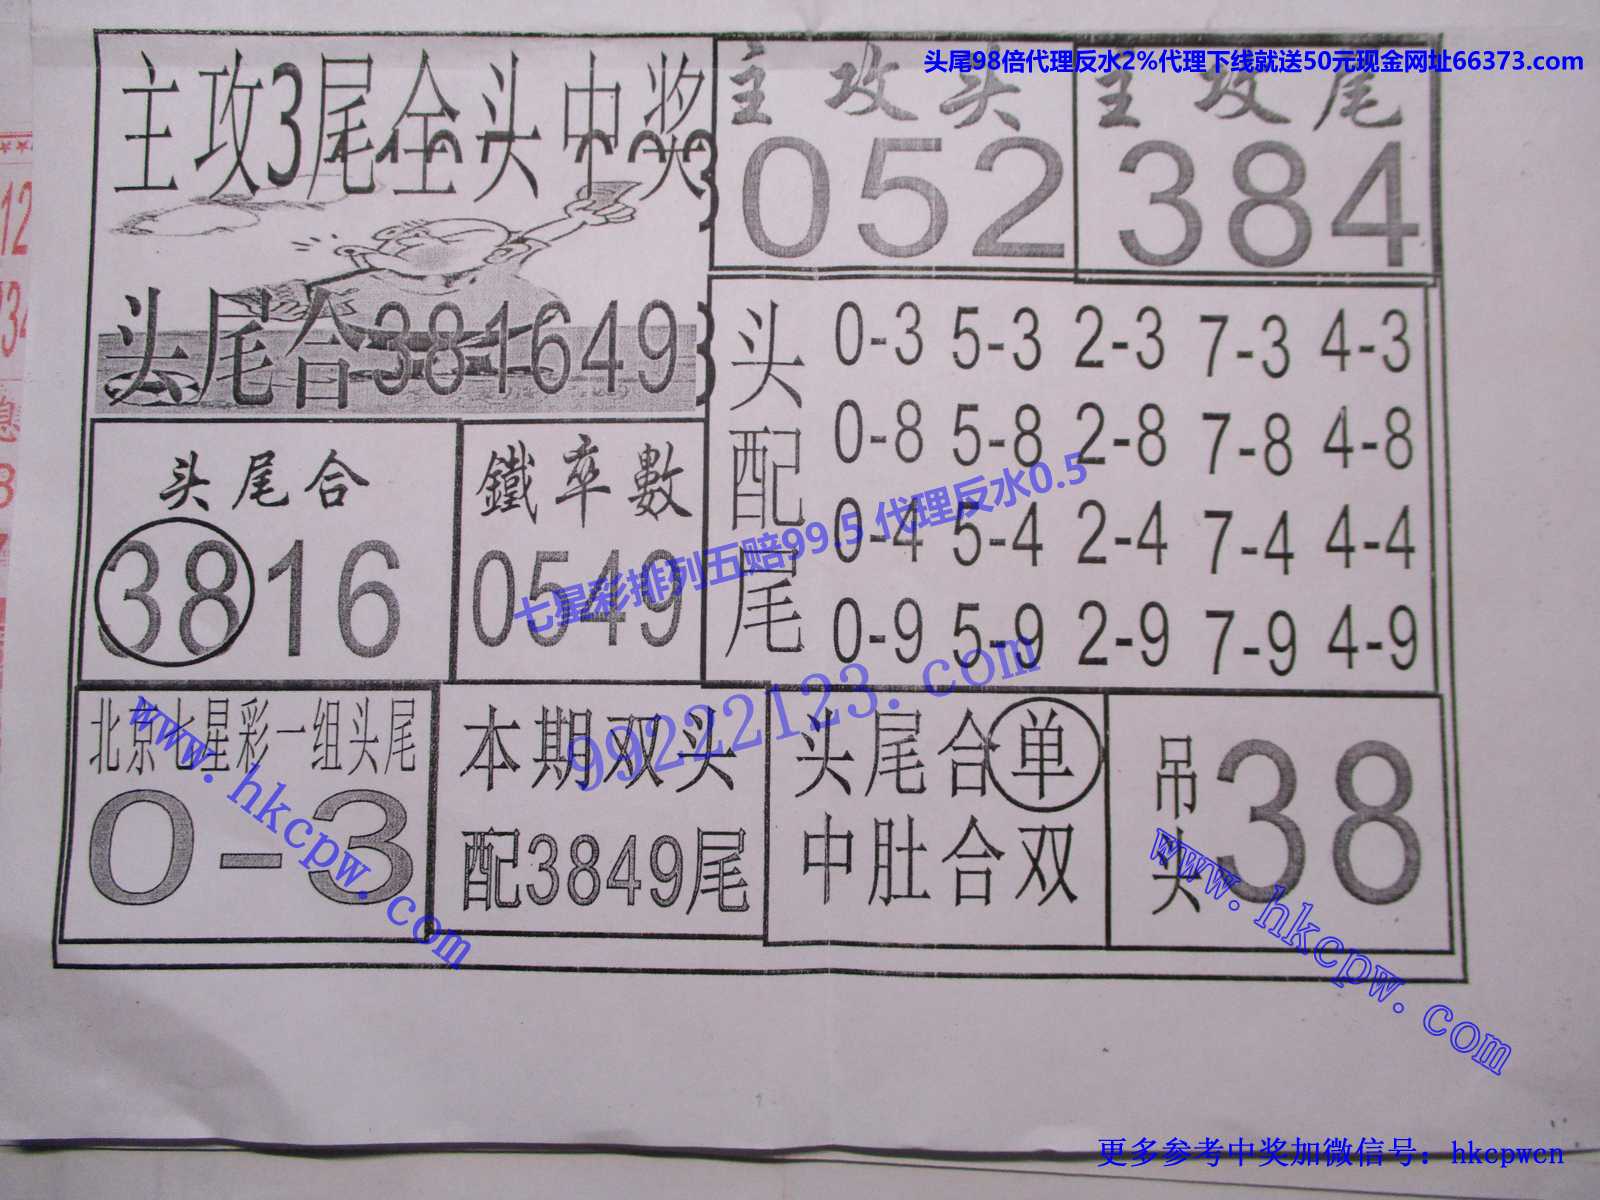 头尾98倍代理反水2%代理下线就送50元现金网址66373.com
主攻3尾全头中奖
主攻头
052
主攻尾
384
头尾合381649
头配尾
0-3 5-3 2-3 7-3 4-3
0-8 5-8 2-8 7-8 4-8
0-4 5-4 2-4 7-4 4-4
0-9 5-9 2-9 7-9 4-9
头尾合
3816
鐵率數
0549
七星彩排列五赔99.5 代理反水0.5
99222123.com
北京七星彩一组头尾
0-3
www.hkcpw.com
本期双头
配3849尾
头尾合单
中肚合双
吊头
38
www.hkcpw.com
更多参考中奖加微信号：hkcpwcn
12
34
息
8